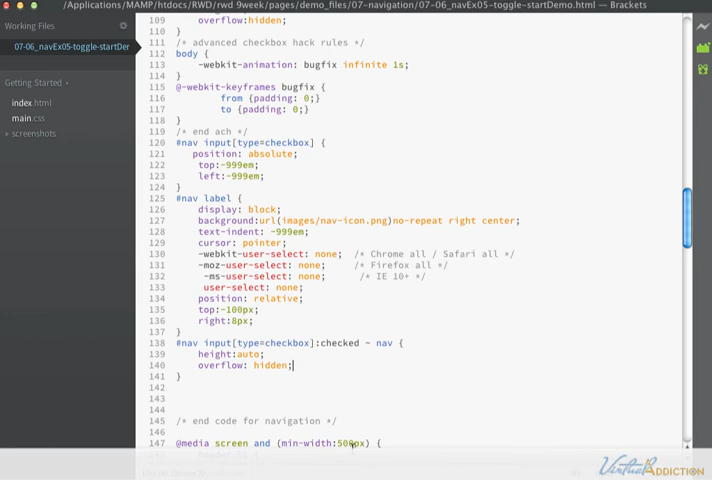 /Applications/MAMP/htdocs/RWD/rwd 9week/pages/demo_files/07-navigation/07-06_navEx05-toggle-startDemo.html — Brackets
Working Files
07-06_navEx05-toggle-startDer
Getting Started
index.html
main.css
screenshots
109 overflow:hidden;
110 }
111 /* advanced checkbox hack rules */
112 body {
113 -webkit-animation: bugfix infinite 1s;
114 }
115 @-webkit-keyframes bugfix {
116 from {padding: 0;}
117 to {padding: 0;}
118 }
119 /* end ach */
120 #nav input[type=checkbox] {
121 position: absolute;
122 top:-999em;
123 left:-999em;
124 }
125 #nav label {
126 display: block;
127 background:url(images/nav-icon.png)no-repeat right center;
128 text-indent: -999em;
129 cursor: pointer;
130 -webkit-user-select: none; /* Chrome all / Safari all */
131 -moz-user-select: none; /* Firefox all */
132 -ms-user-select: none; /* IE 10+ */
133 user-select: none;
134 position: relative;
135 top:-100px;
136 right:8px;
137 }
138 #nav input[type=checkbox]:checked ~ nav {
139 height:auto;
140 overflow: hidden;
141 }
142
143
144
145 /* end code for navigation */
146
147 @media screen and (min-width:500px) {
Virtual ADDICTION